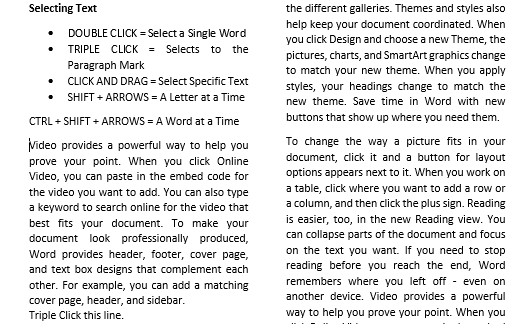 Selecting Text
• DOUBLE CLICK = Select a Single Word
• TRIPLE CLICK = Selects to the
Paragraph Mark
• CLICK AND DRAG = Select Specific Text
• SHIFT + ARROWS = A Letter at a Time
CTRL + SHIFT + ARROWS = A Word at a Time
Video provides a powerful way to help you
prove your point. When you click Online
Video, you can paste in the embed code for
the video you want to add. You can also type
a keyword to search online for the video that
best fits your document. To make your
document look professionally produced,
Word provides header, footer, cover page,
and text box designs that complement each
other. For example, you can add a matching
cover page, header, and sidebar.
Triple Click this line.
the different galleries. Themes and styles also
help keep your document coordinated. When
you click Design and choose a new Theme, the
pictures, charts, and SmartArt graphics change
to match your new theme. When you apply
styles, your headings change to match the
new theme. Save time in Word with new
buttons that show up where you need them.
To change the way a picture fits in your
document, click it and a button for layout
options appears next to it. When you work on
a table, click where you want to add a row or
a column, and then click the plus sign. Reading
is easier, too, in the new Reading view. You
can collapse parts of the document and focus
on the text you want. If you need to stop
reading before you reach the end, Word
remembers where you left off - even on
another device. Video provides a powerful
way to help you prove your point. When you